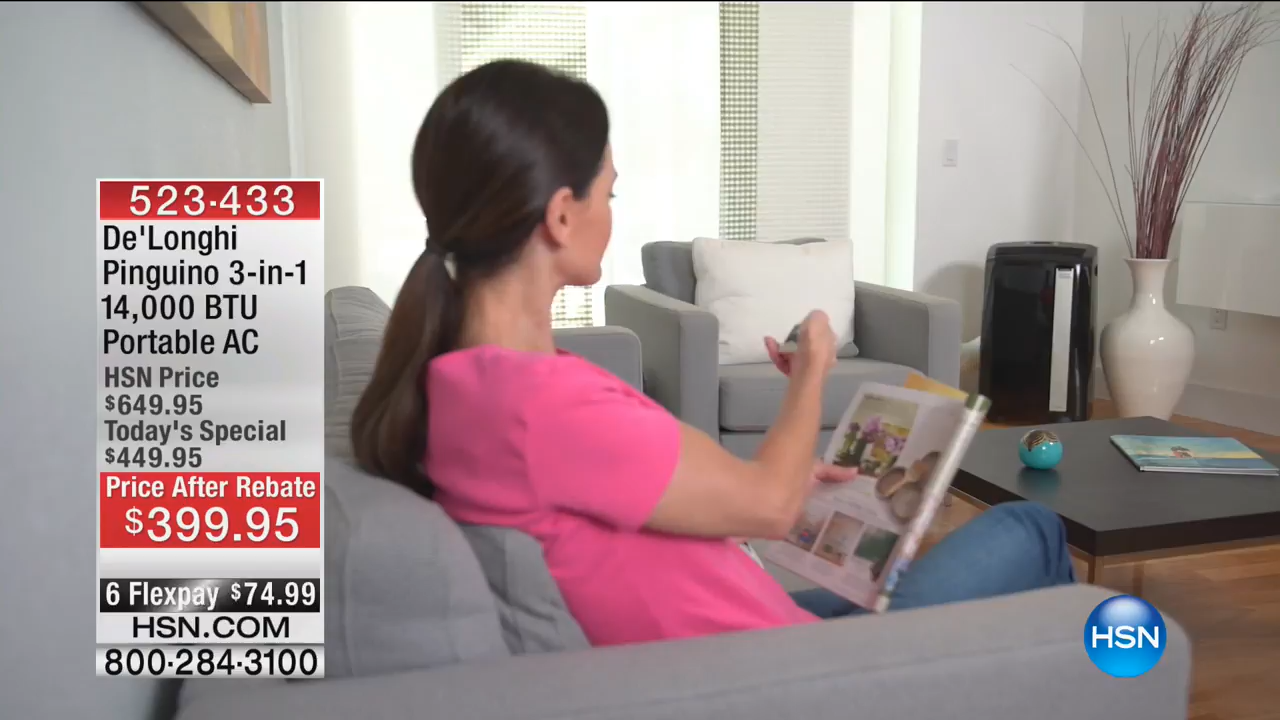 523·433
De'Longhi
Pinguino 3-in-1
14,000 BTU
Portable AC
HSN Price
$649.95
Today's Special
$449.95
Price After Rebate
$399.95
6 Flexpay $74.99
HSN.COM
800·284·3100
HSN